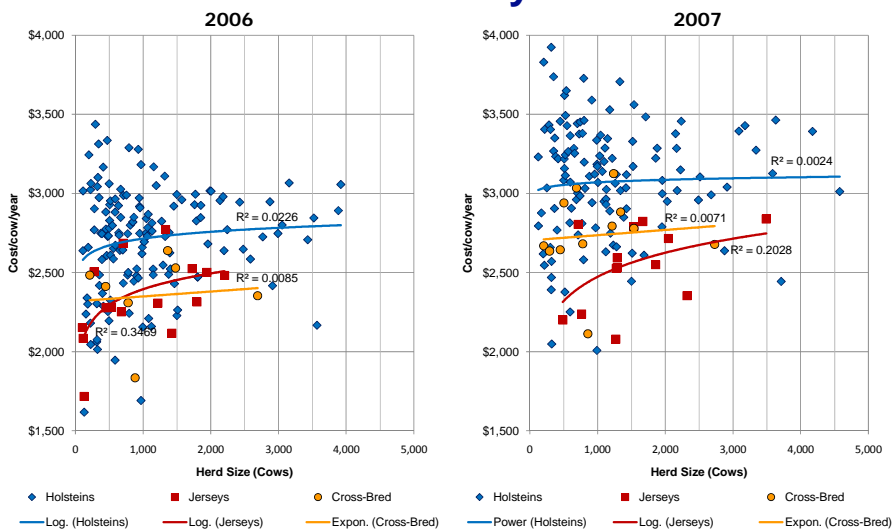 2006
$4,000
$3,500
$3,000
$2,500
$2,000
$1,500
Cost/cow/year
R² = 0.0226
R² = 0.0085
R² = 0.3469
0
1,000
2,000
3,000
4,000
5,000
Herd Size (Cows)
Holsteins
Jerseys
Cross-Bred
Log. (Holsteins)
Log. (Jerseys)
Expon. (Cross-Bred)
2007
$4,000
$3,500
$3,000
$2,500
$2,000
$1,500
Cost/cow/year
R² = 0.0024
R² = 0.0071
R² = 0.2028
0
1,000
2,000
3,000
4,000
5,000
Herd Size (Cows)
Holsteins
Jerseys
Cross-Bred
Power (Holsteins)
Log. (Jerseys)
Expon. (Cross-Bred)